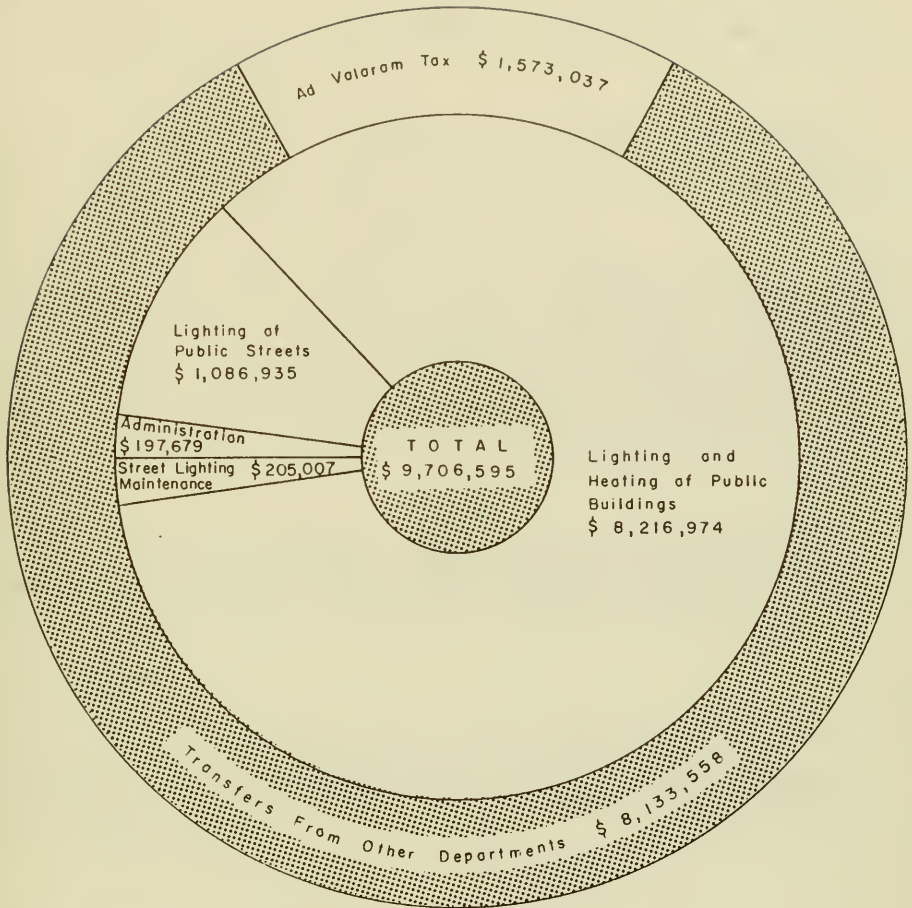 Ad Valaram Tax $ 1,573,037
Lighting of
Public Streets
$ 1,086,935
Administration
$ 197,679
Street Lighting $ 205,007
Maintenance
TOTAL
$ 9,706,595
Lighting and
Heating of Public
Buildings
$ 8,216,974
Transfers From Other Departments $ 8,133,558